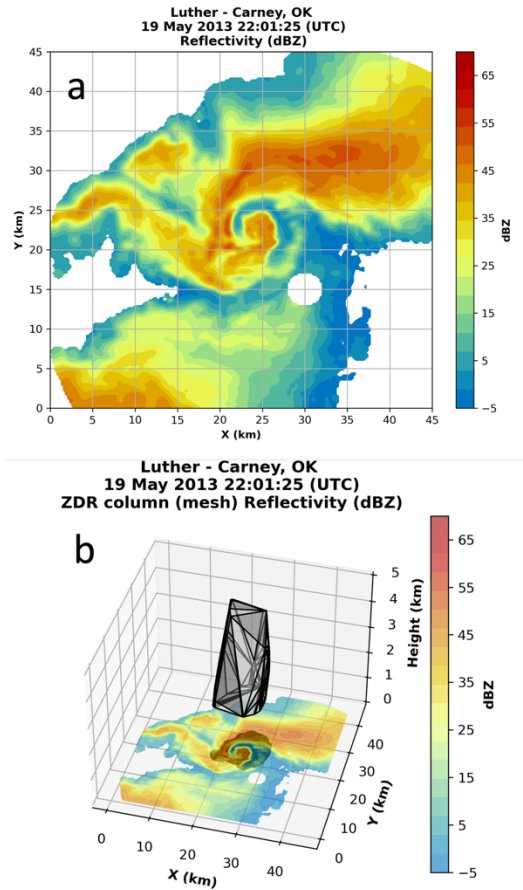 Luther - Carney, OK
19 May 2013 22:01:25 (UTC)
Reflectivity (dBZ)
a
45
40
35
30
25
20
15
10
5
0
Y (km)
0 5 10 15 20 25 30 35 40 45
X (km)
65
55
45
35
25
15
5
−5
dBZ
Luther - Carney, OK
19 May 2013 22:01:25 (UTC)
ZDR column (mesh) Reflectivity (dBZ)
b
5
4
3
2
1
0
Height (km)
40
30
20
10
0
Y (km)
0 10 20 30 40
X (km)
65
55
45
35
25
15
5
−5
dBZ